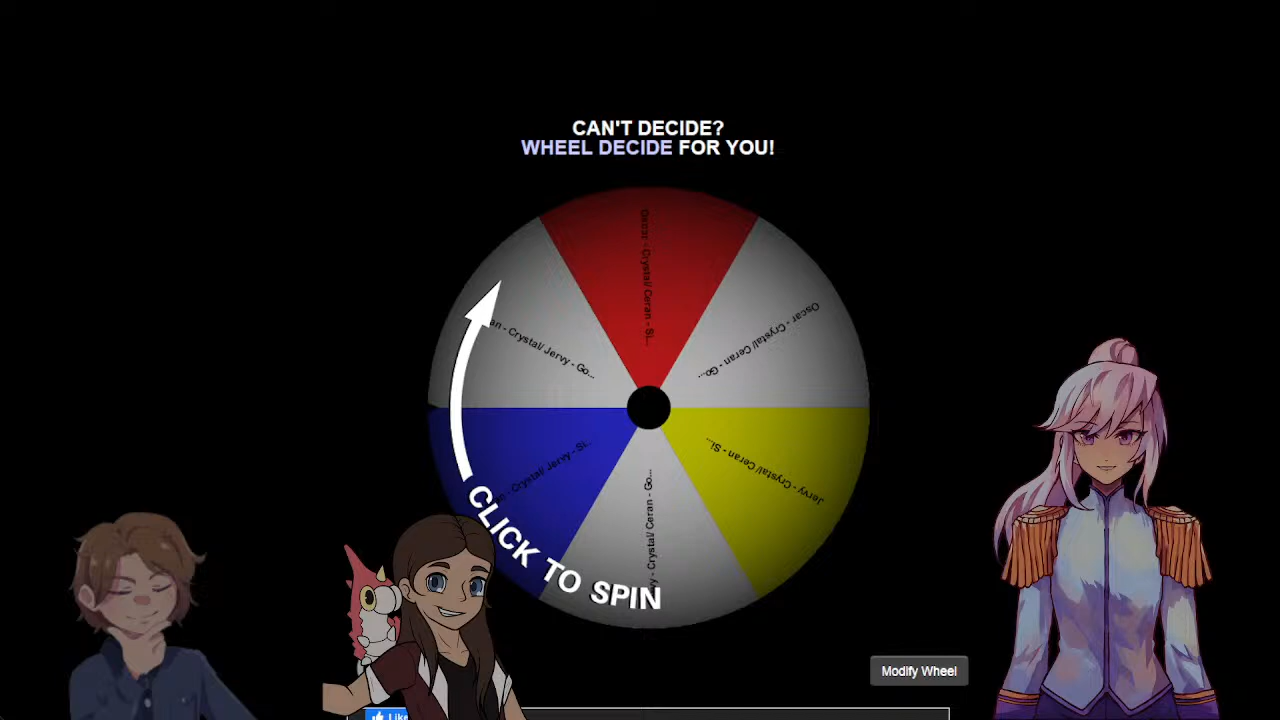 CAN'T DECIDE?
WHEEL DECIDE FOR YOU!
Oscar - Crystal/ Ceran - Si...
Oscar - Crystal/ Ceran - Go...
Jervy - Crystal/ Ceran - Si...
- Crystal/ Ceran - Go...
- Crystal/ Jervy - Si...
- Crystal/ Jervy - Go...
CLICK TO SPIN
Modify Wheel
Like